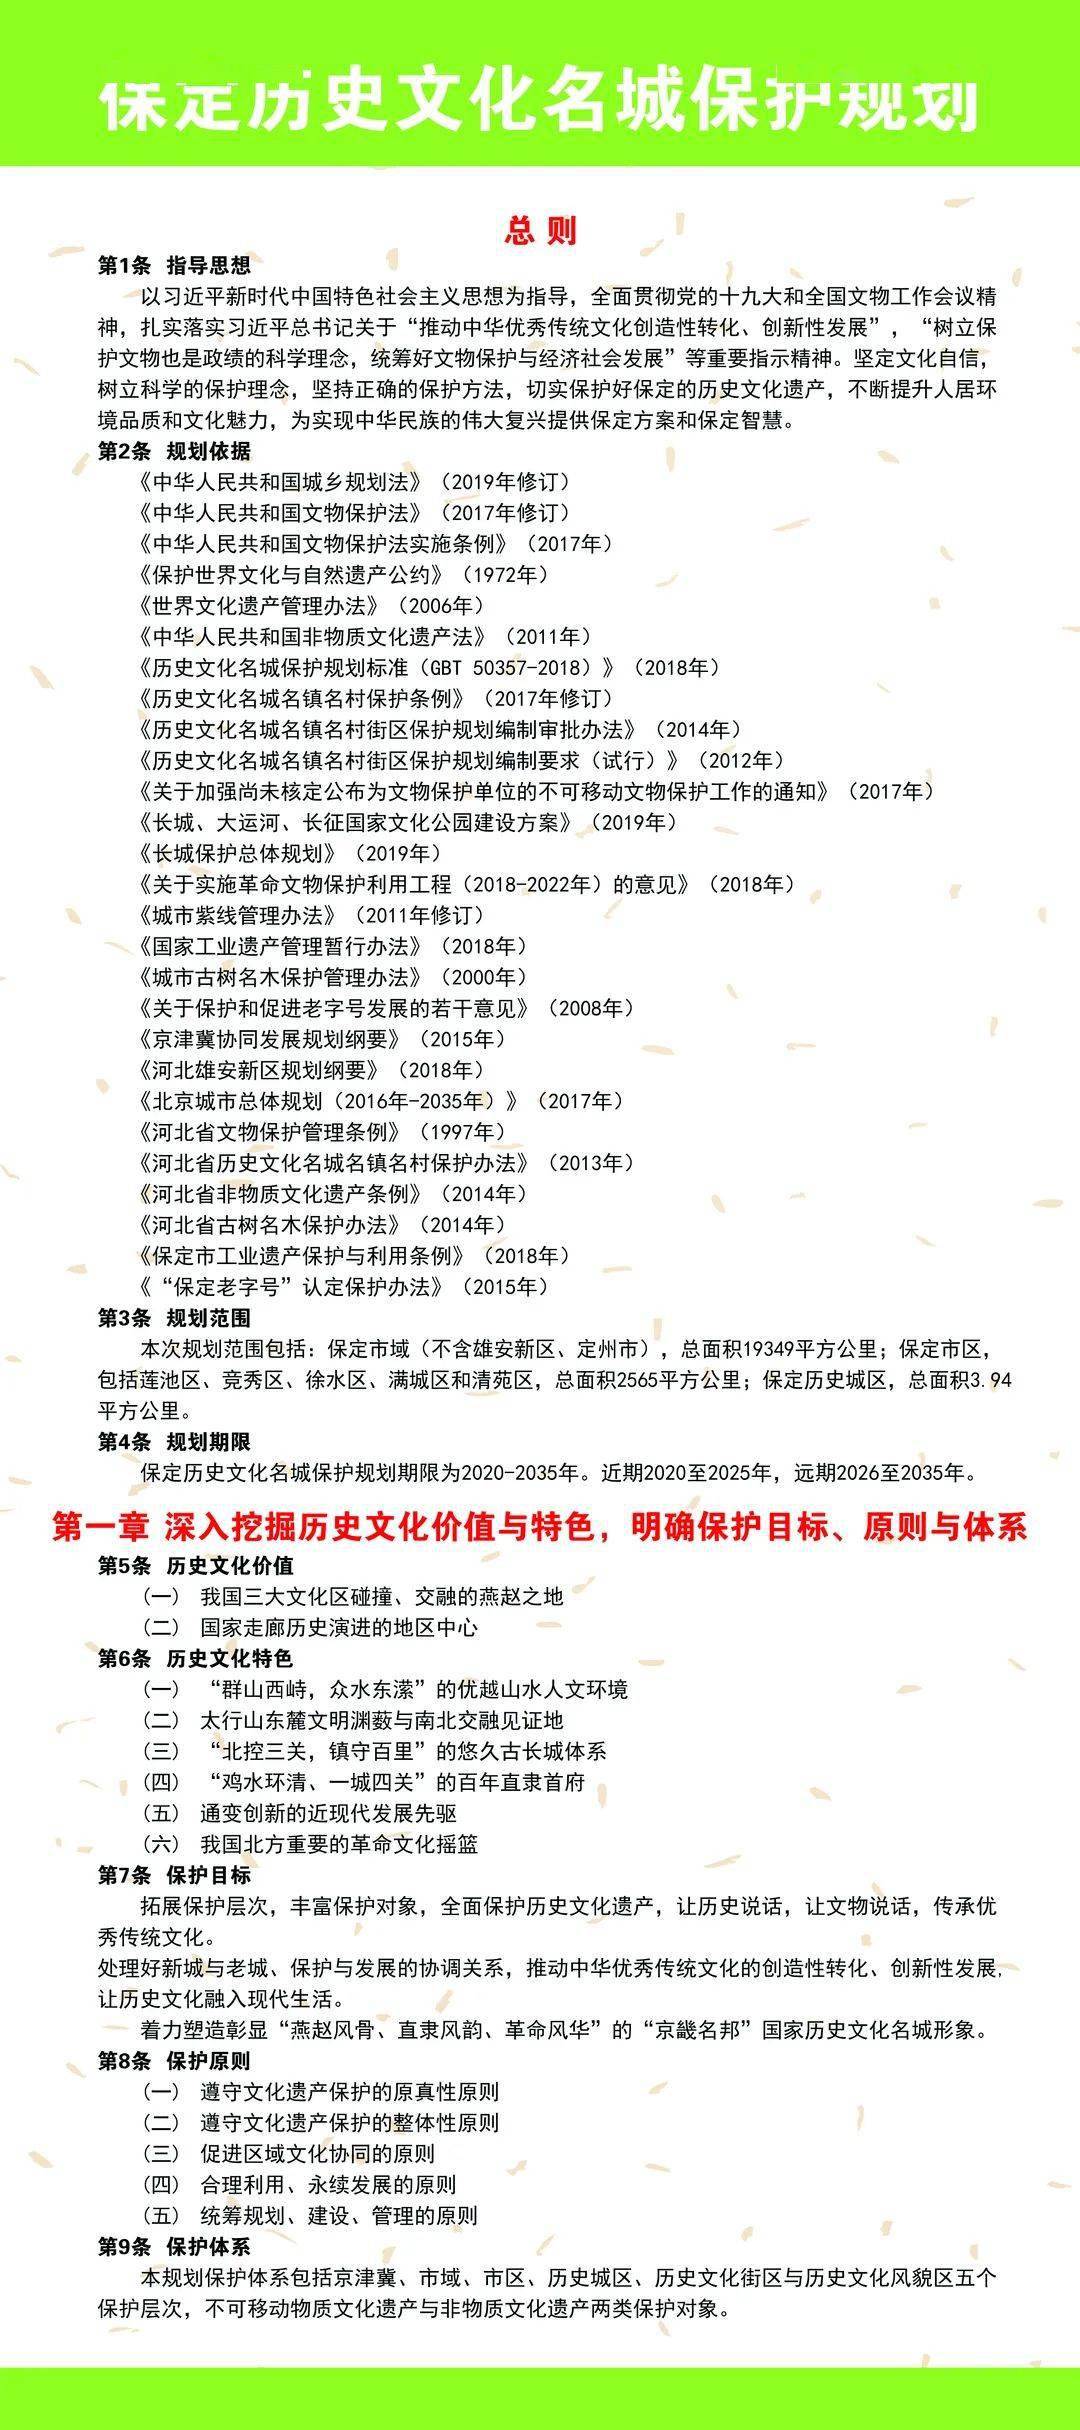 保定历史文化名城保护规划
总 则
第1条 指导思想
以习近平新时代中国特色社会主义思想为指导，全面贯彻党的十九大和全国文物工作会议精
神，扎实落实习近平总书记关于“推动中华优秀传统文化创造性转化、创新性发展”，“树立保
护文物也是政绩的科学理念，统筹好文物保护与经济社会发展”等重要指示精神。坚定文化自信，
树立科学的保护理念，坚持正确的保护方法，切实保护好保定的历史文化遗产，不断提升人居环
境品质和文化魅力，为实现中华民族的伟大复兴提供保定方案和保定智慧。
第2条 规划依据
《中华人民共和国城乡规划法》（2019年修订）
《中华人民共和国文物保护法》（2017年修订）
《中华人民共和国文物保护法实施条例》（2017年）
《保护世界文化与自然遗产公约》（1972年）
《世界文化遗产管理办法》（2006年）
《中华人民共和国非物质文化遗产法》（2011年）
《历史文化名城保护规划标准（GBT 50357-2018）》（2018年）
《历史文化名城名镇名村保护条例》（2017年修订）
《历史文化名城名镇名村街区保护规划编制审批办法》（2014年）
《历史文化名城名镇名村街区保护规划编制要求（试行）》（2012年）
《关于加强尚未核定公布为文物保护单位的不可移动文物保护工作的通知》（2017年）
《长城、大运河、长征国家文化公园建设方案》（2019年）
《长城保护总体规划》（2019年）
《关于实施革命文物保护利用工程（2018-2022年）的意见》（2018年）
《城市紫线管理办法》（2011年修订）
《国家工业遗产管理暂行办法》（2018年）
《城市古树名木保护管理办法》（2000年）
《关于保护和促进老字号发展的若干意见》（2008年）
《京津冀协同发展规划纲要》（2015年）
《河北雄安新区规划纲要》（2018年）
《北京城市总体规划（2016年-2035年）》（2017年）
《河北省文物保护管理条例》（1997年）
《河北省历史文化名城名镇名村保护办法》（2013年）
《河北省非物质文化遗产条例》（2014年）
《河北省古树名木保护办法》（2014年）
《保定市工业遗产保护与利用条例》（2018年）
《“保定老字号”认定保护办法》（2015年）
第3条 规划范围
本次规划范围包括：保定市域（不含雄安新区、定州市），总面积19349平方公里；保定市区，
包括莲池区、竞秀区、徐水区、满城区和清苑区，总面积2565平方公里；保定历史城区，总面积3.94
平方公里。
第4条 规划期限
保定历史文化名城保护规划期限为2020-2035年。近期2020至2025年，远期2026至2035年。
第一章 深入挖掘历史文化价值与特色，明确保护目标、原则与体系
第5条 历史文化价值
（一） 我国三大文化区碰撞、交融的燕赵之地
（二） 国家走廊历史演进的地区中心
第6条 历史文化特色
（一） “群山西峙，众水东潆”的优越山水人文环境
（二） 太行山东麓文明渊薮与南北交融见证地
（三） “北控三关，镇守百里”的悠久古长城体系
（四） “鸡水环清、一城四关”的百年直隶首府
（五） 通变创新的近现代发展先驱
（六） 我国北方重要的革命文化摇篮
第7条 保护目标
拓展保护层次，丰富保护对象，全面保护历史文化遗产，让历史说话，让文物说话，传承优
秀传统文化。
处理好新城与老城、保护与发展的协调关系，推动中华优秀传统文化的创造性转化、创新性发展，
让历史文化融入现代生活。
着力塑造彰显“燕赵风骨、直隶风韵、革命风华”的“京畿名邦”国家历史文化名城形象。
第8条 保护原则
（一） 遵守文化遗产保护的原真性原则
（二） 遵守文化遗产保护的整体性原则
（三） 促进区域文化协同的原则
（四） 合理利用、永续发展的原则
（五） 统筹规划、建设、管理的原则
第9条 保护体系
本规划保护体系包括京津冀、市域、市区、历史城区、历史文化街区与历史文化风貌区五个
保护层次，不可移动物质文化遗产与非物质文化遗产两类保护对象。